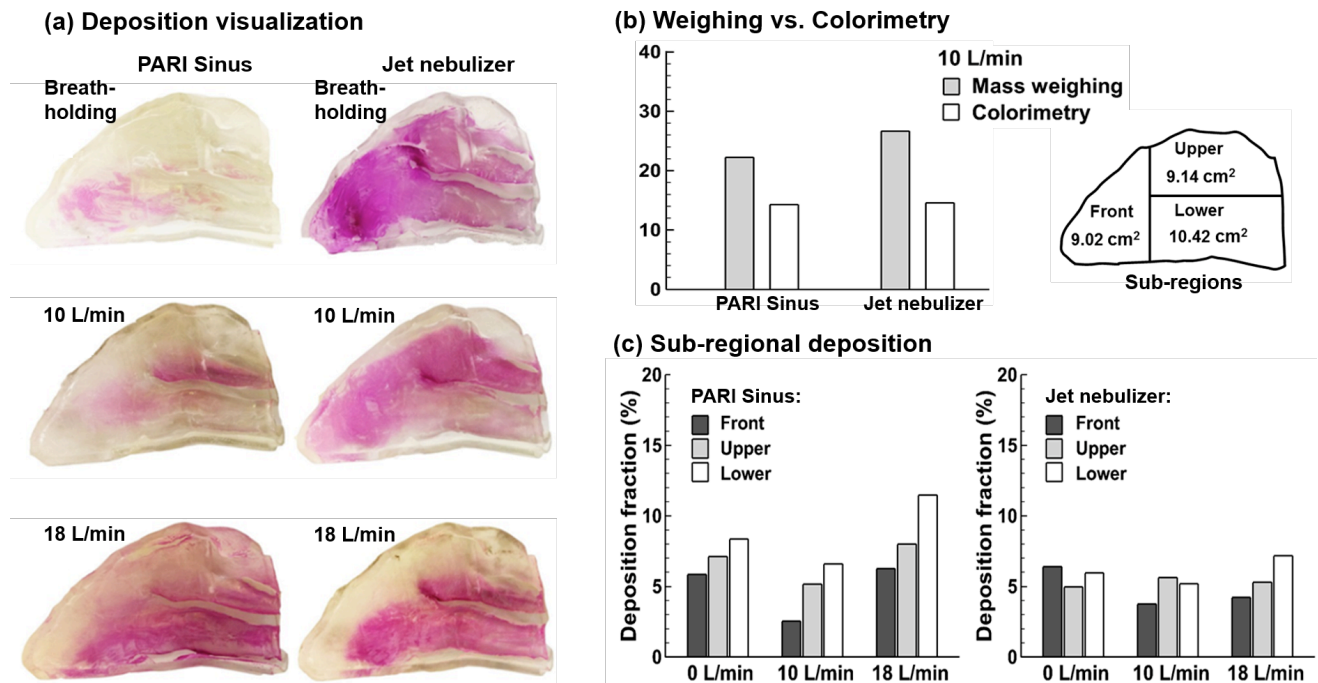 (a) Deposition visualization
PARI Sinus
Jet nebulizer
Breath-
holding
Breath-
holding
10 L/min
10 L/min
18 L/min
18 L/min
(b) Weighing vs. Colorimetry
40
30
20
10
0
10 L/min
Mass weighing
Colorimetry
PARI Sinus
Jet nebulizer
Upper
9.14 cm²
Front
9.02 cm²
Lower
10.42 cm²
Sub-regions
(c) Sub-regional deposition
Deposition fraction (%)
20
15
10
5
0
PARI Sinus:
Front
Upper
Lower
0 L/min
10 L/min
18 L/min
Deposition fraction (%)
20
15
10
5
0
Jet nebulizer:
Front
Upper
Lower
0 L/min
10 L/min
18 L/min